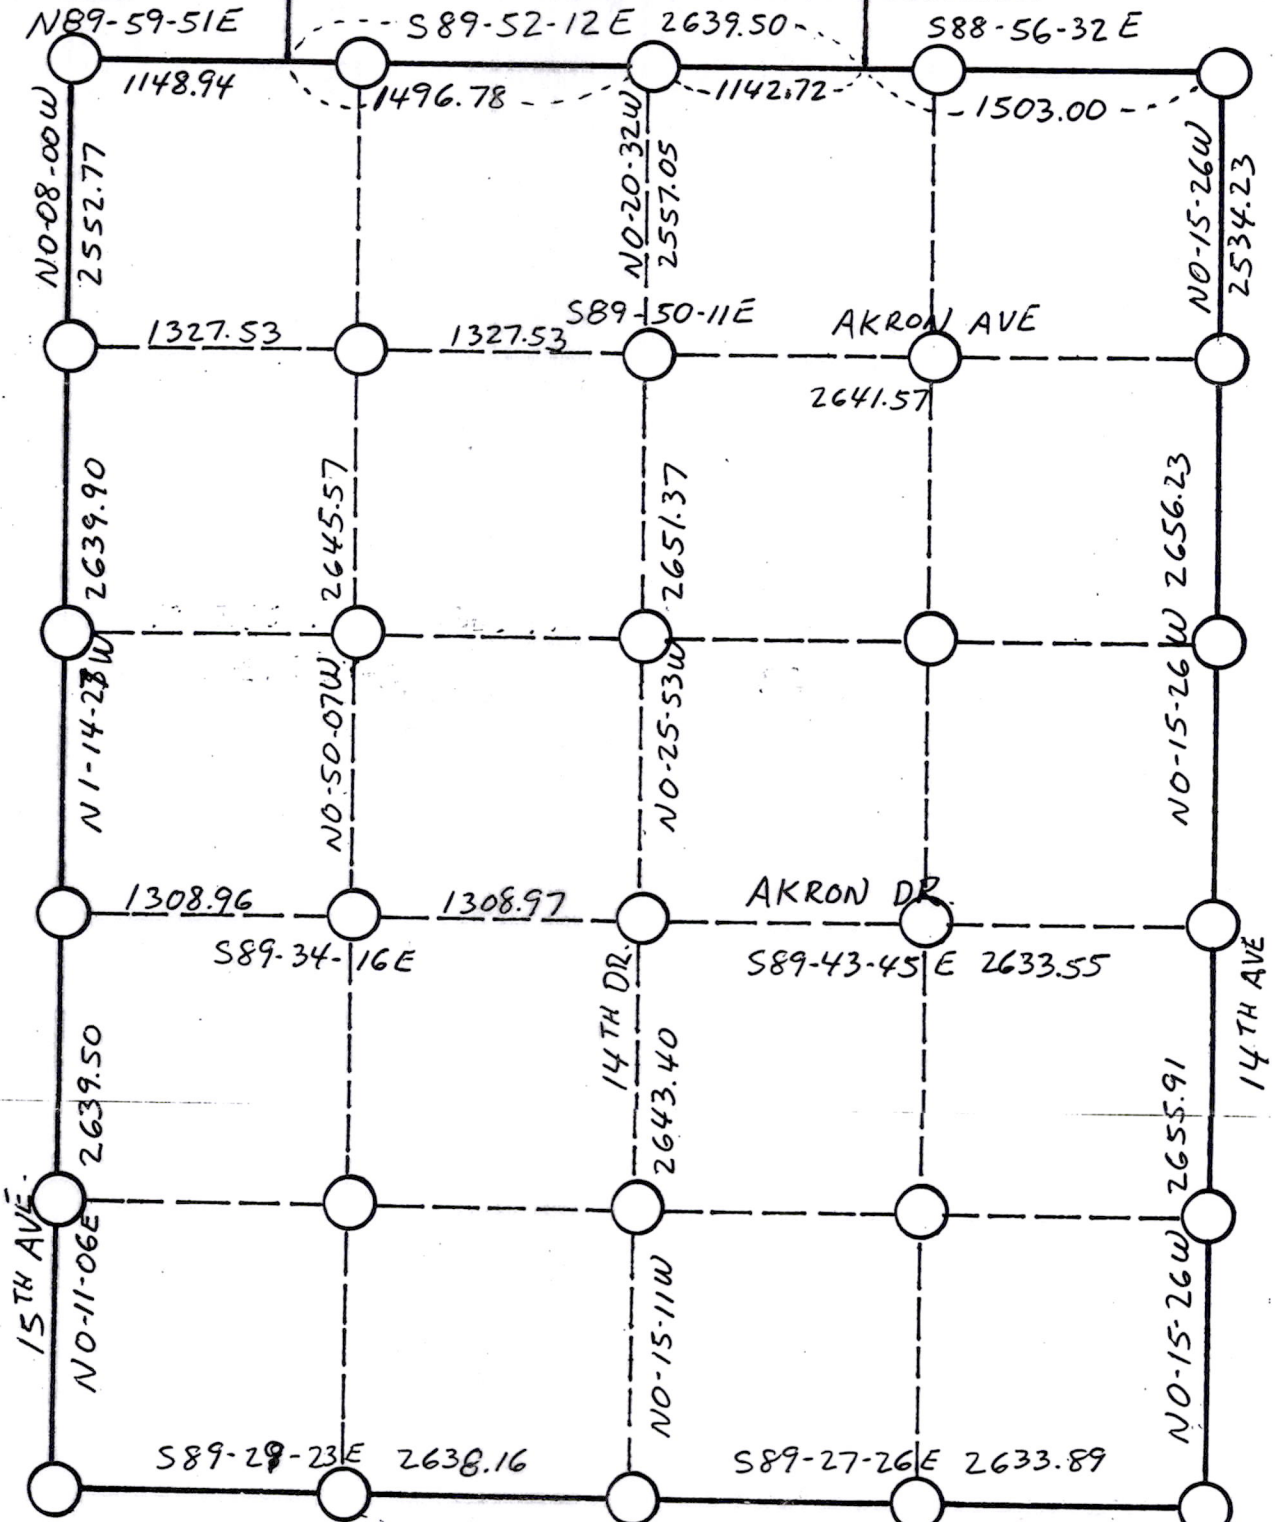 N89-59-51E
S89-52-12E 2639.50
S88-56-32E
1148.94
1496.78
1142.72
1503.00
N0-08-00W
2552.77
N0-20-32W
2557.05
N0-15-26W
2534.23
1327.53
1327.53
S89-50-11E
AKRON AVE
2641.57
2639.90
2645.57
2651.37
2656.23
N1-14-23W
N0-50-07W
N0-25-53W
N0-15-26W
1308.96
1308.97
AKRON DR.
S89-34-16E
S89-43-45E 2633.55
14TH DR.
14TH AVE
2639.50
2643.40
2655.91
15TH AVE.
N0-11-06E
N0-15-11W
N0-15-26W
2638.16
S89-27-26E 2633.89